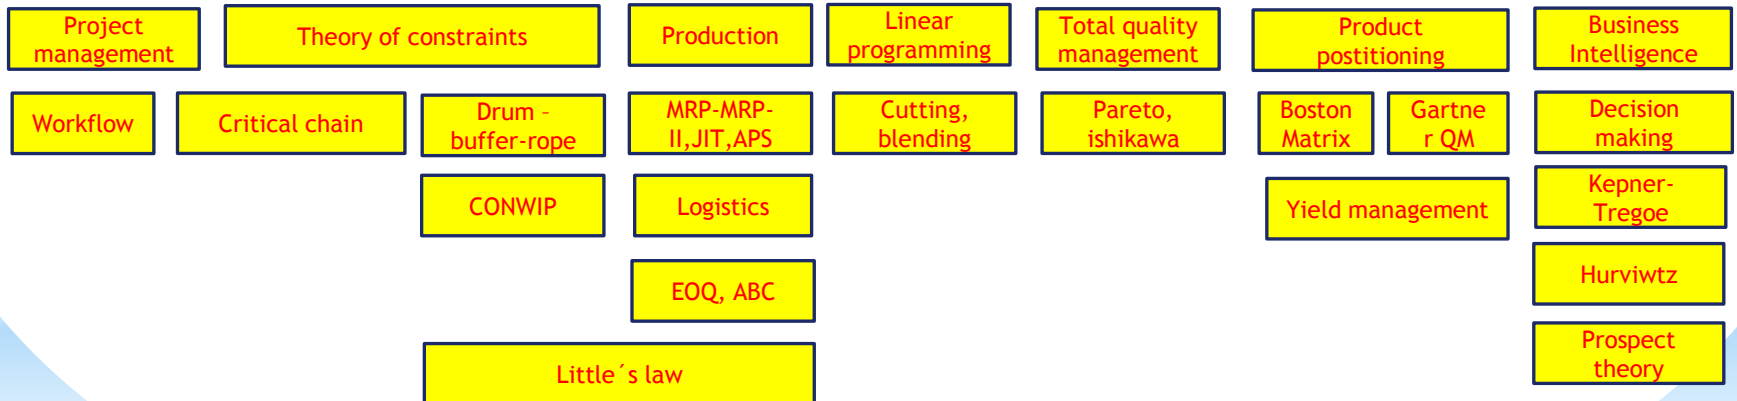 Project
management
Theory of constraints
Production
Linear
programming
Total quality
management
Product
postitioning
Business
Intelligence
Workflow
Critical chain
Drum –
buffer-rope
MRP-MRP-
II,JIT,APS
Cutting,
blending
Pareto,
ishikawa
Boston
Matrix
Gartne
r QM
Decision
making
CONWIP
Logistics
Yield management
Kepner-
Tregoe
EOQ, ABC
Hurviwtz
Little´s law
Prospect
theory